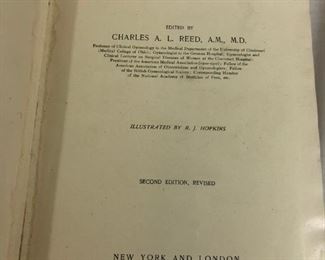 EDITED BY
CHARLES A. L. REED, A.M., M.D.
Professor of Clinical Gynecology in the Medical Department of the University of Cincinnati
(Medical College of Ohio); Gynecologist to the German Hospital; Gynecologist and
Clinical Lecturer on Surgical Diseases of Women at the Cincinnati Hospital;
President of the American Medical Association; Fellow of the
American Association of Obstetricians and Gynecologists; Fellow
of the British Gynecological Society; Corresponding Member
of the National Academy of Medicine of Peru, etc.
ILLUSTRATED BY R. J. HOPKINS
SECOND EDITION, REVISED
NEW YORK AND LONDON